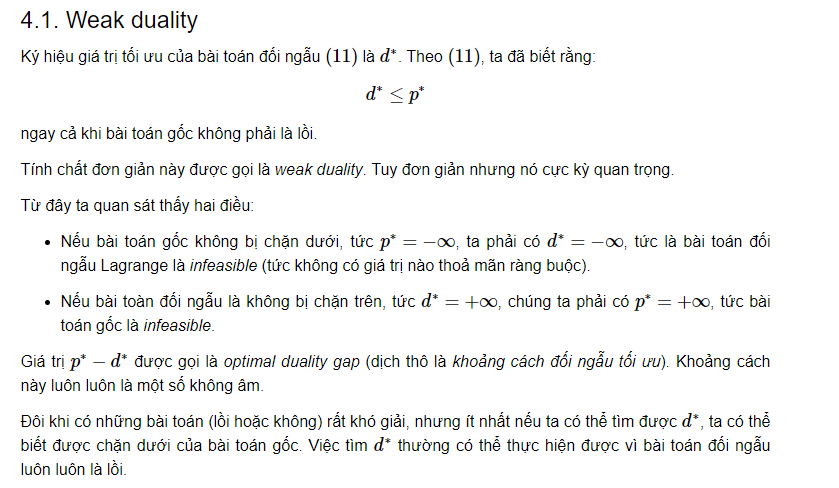 4.1. Weak duality
Ký hiệu giá trị tối ưu của bài toán đối ngẫu (11) là d*. Theo (11), ta đã biết rằng:
d* ≤ p*
ngay cả khi bài toán gốc không phải là lồi.
Tính chất đơn giản này được gọi là weak duality. Tuy đơn giản nhưng nó cực kỳ quan trọng.
Từ đây ta quan sát thấy hai điều:
• Nếu bài toán gốc không bị chặn dưới, tức p* = −∞, ta phải có d* = −∞, tức là bài toán đối
ngẫu Lagrange là infeasible (tức không có giá trị nào thoả mãn ràng buộc).
• Nếu bài toàn đối ngẫu là không bị chặn trên, tức d* = +∞, chúng ta phải có p* = +∞, tức bài
toán gốc là infeasible.
Giá trị p* − d* được gọi là optimal duality gap (dịch thô là khoảng cách đối ngẫu tối ưu). Khoảng cách
này luôn luôn là một số không âm.
Đôi khi có những bài toán (lồi hoặc không) rất khó giải, nhưng ít nhất nếu ta có thể tìm được d*, ta có thể
biết được chặn dưới của bài toán gốc. Việc tìm d* thường có thể thực hiện được vì bài toán đối ngẫu
luôn luôn là lồi.